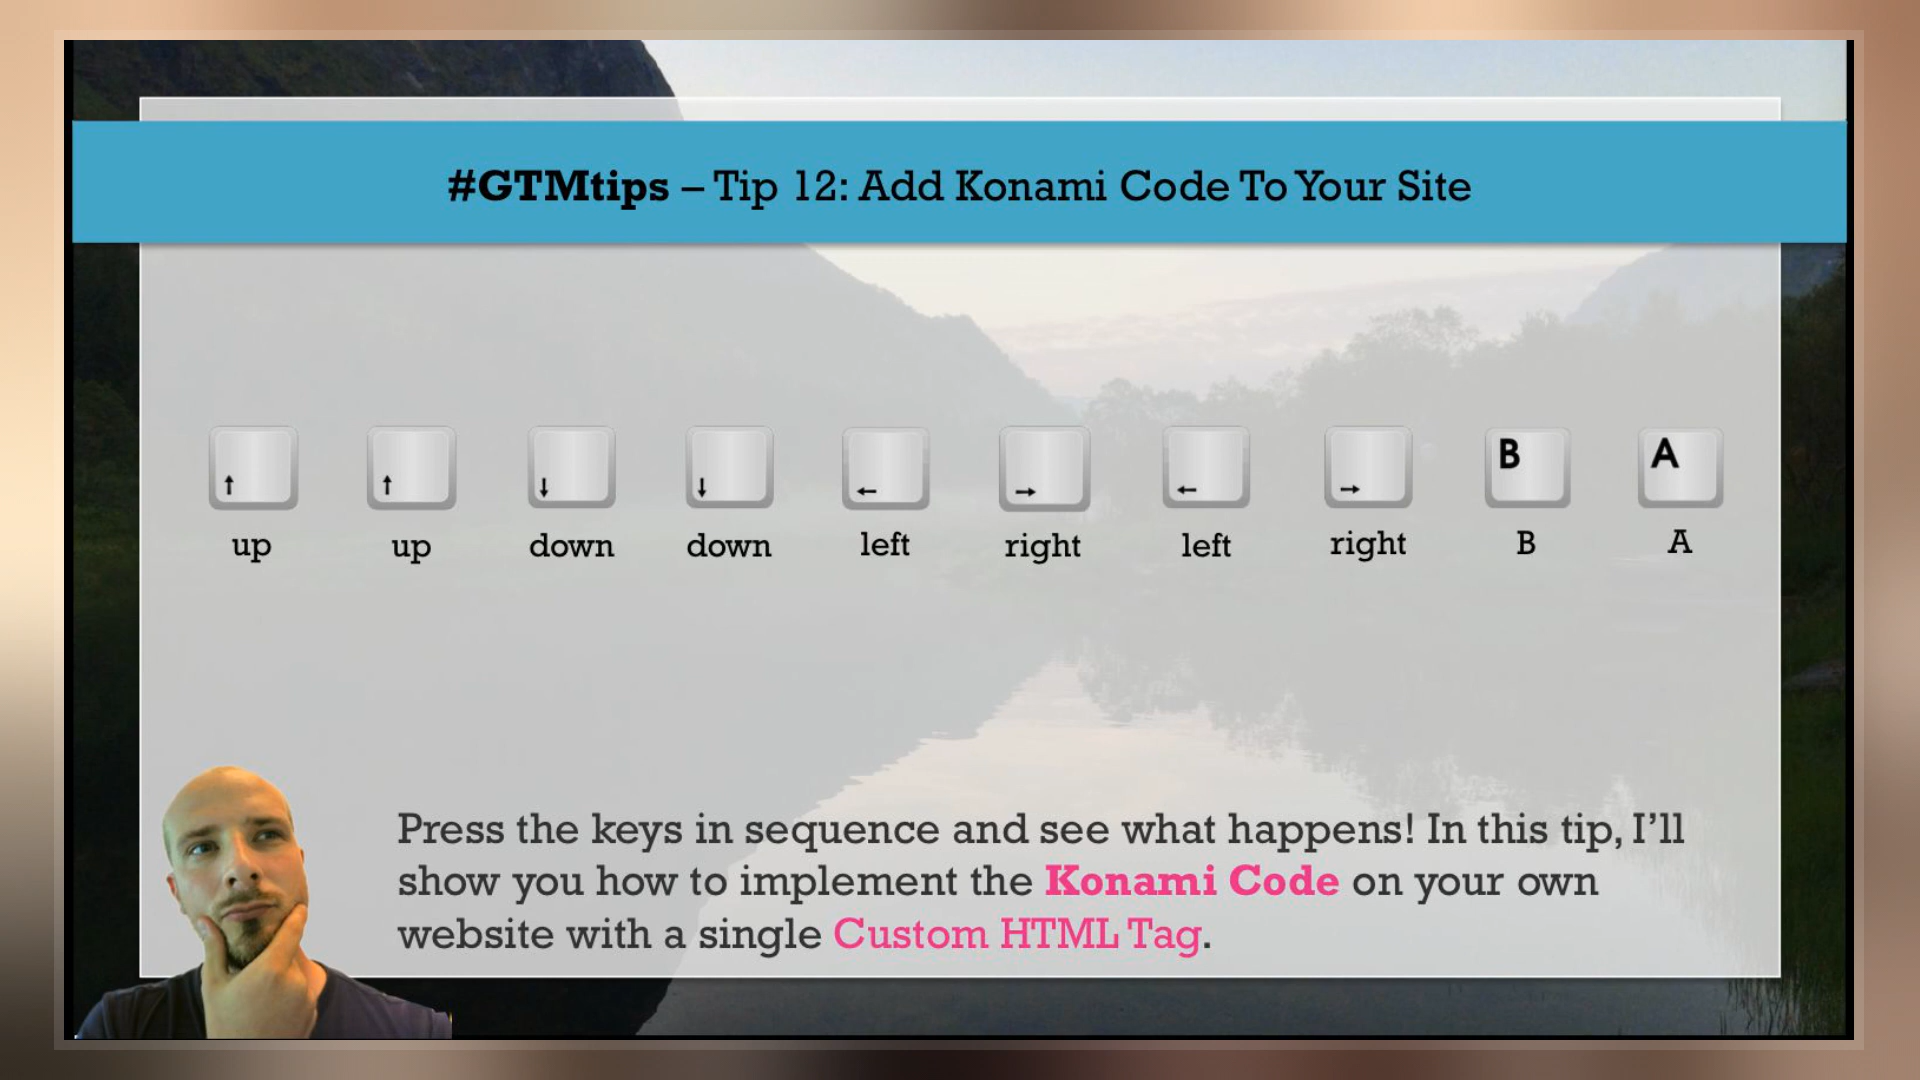 #GTMtips – Tip 12: Add Konami Code To Your Site
↑ ↑ ↓ ↓ ← → ← → B A
up up down down left right left right B A
Press the keys in sequence and see what happens! In this tip, I’ll
show you how to implement the Konami Code on your own
website with a single Custom HTML Tag.